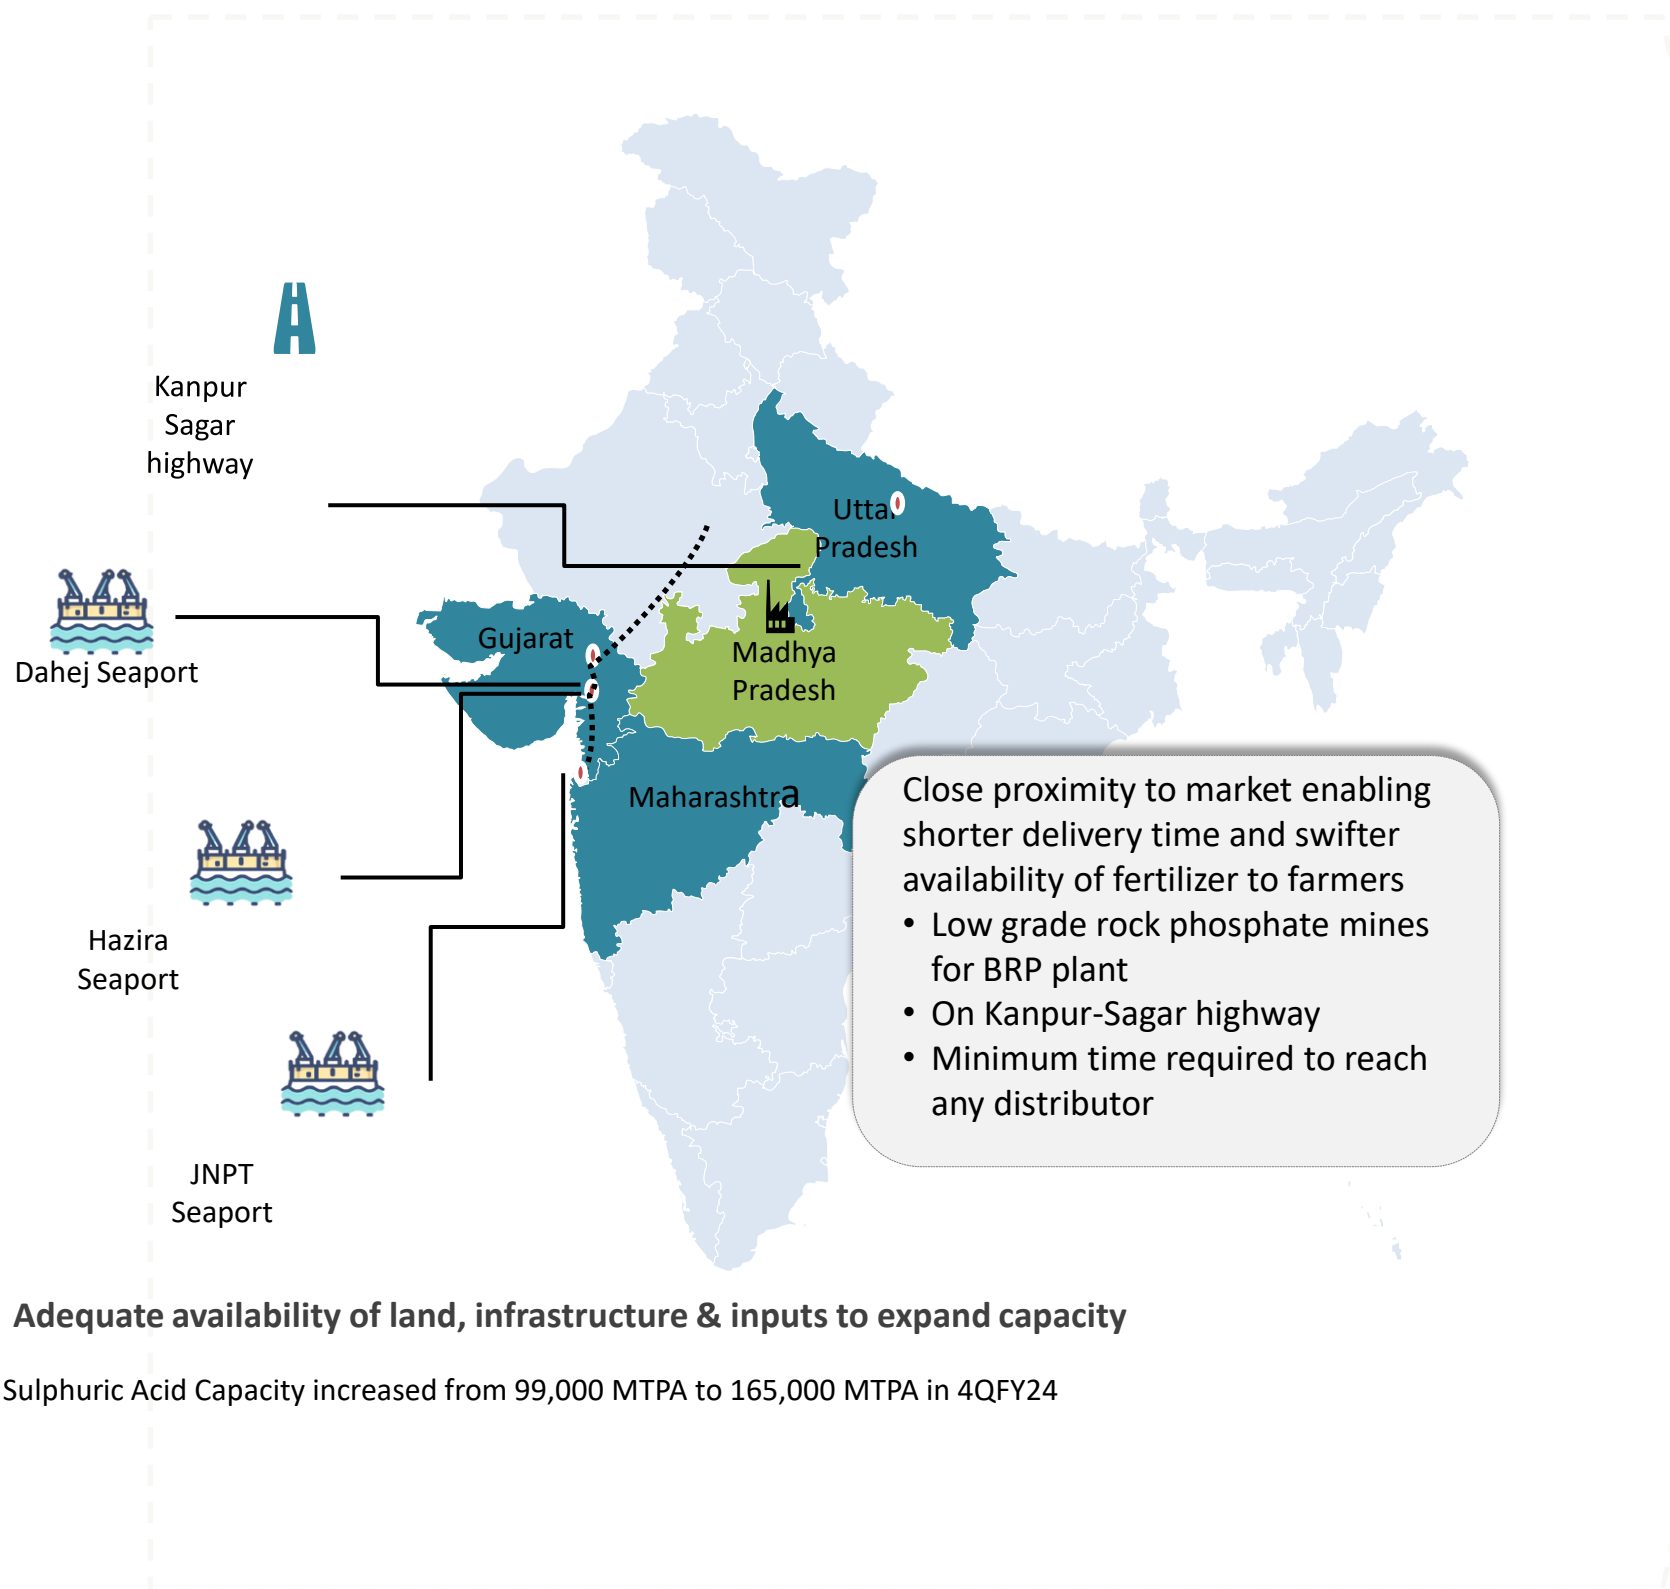 Kanpur
Sagar
highway
Uttar
Pradesh
Dahej Seaport
Gujarat
Madhya
Pradesh
Maharashtra
Hazira
Seaport
JNPT
Seaport
Close proximity to market enabling
shorter delivery time and swifter
availability of fertilizer to farmers
• Low grade rock phosphate mines
for BRP plant
• On Kanpur-Sagar highway
• Minimum time required to reach
any distributor
Adequate availability of land, infrastructure & inputs to expand capacity
Sulphuric Acid Capacity increased from 99,000 MTPA to 165,000 MTPA in 4QFY24